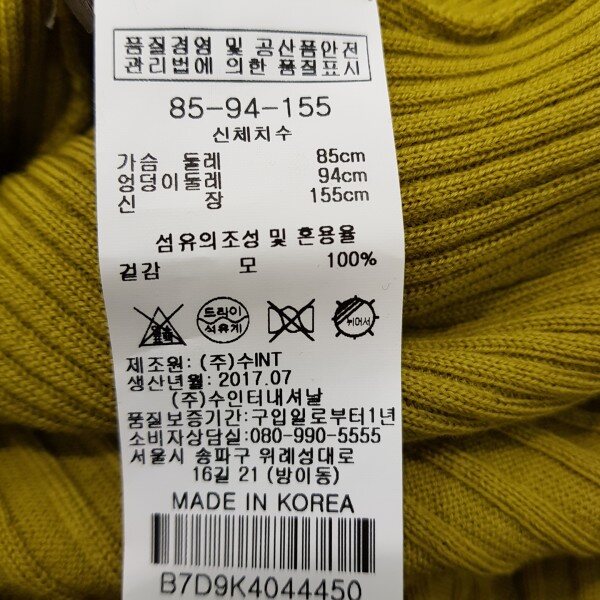 품질경영 및 공산품안전
관리법에 의한 품질표시
85-94-155
신체치수
가슴 둘레 85cm
엉덩이둘레 94cm
신 장 155cm
섬유의조성 및 혼용율
겉감 모 100%
드라이
석유계
뉘어서
제조원: (주)수INT
생산년월: 2017.07
(주)수인터내셔날
품질보증기간:구입일로부터1년
소비자상담실:080-990-5555
서울시 송파구 위례성대로
16길 21 (방이동)
MADE IN KOREA
B7D9K4044450